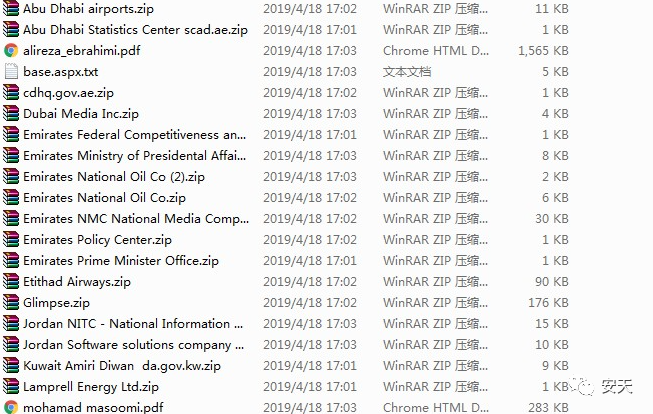 Abu Dhabi airports.zip 2019/4/18 17:02 WinRAR ZIP 压缩... 11 KB
Abu Dhabi Statistics Center scad.ae.zip 2019/4/18 17:01 WinRAR ZIP 压缩... 1 KB
alireza_ebrahimi.pdf 2019/4/18 17:03 Chrome HTML D... 1,565 KB
base.aspx.txt 2019/4/18 17:03 文本文档 5 KB
cdhq.gov.ae.zip 2019/4/18 17:02 WinRAR ZIP 压缩... 1 KB
Dubai Media Inc.zip 2019/4/18 17:03 WinRAR ZIP 压缩... 4 KB
Emirates Federal Competitiveness an... 2019/4/18 17:01 WinRAR ZIP 压缩... 1 KB
Emirates Ministry of Presidental Affai... 2019/4/18 17:03 WinRAR ZIP 压缩... 8 KB
Emirates National Oil Co (2).zip 2019/4/18 17:03 WinRAR ZIP 压缩... 2 KB
Emirates National Oil Co.zip 2019/4/18 17:02 WinRAR ZIP 压缩... 6 KB
Emirates NMC National Media Comp... 2019/4/18 17:02 WinRAR ZIP 压缩... 30 KB
Emirates Policy Center.zip 2019/4/18 17:02 WinRAR ZIP 压缩... 1 KB
Emirates Prime Minister Office.zip 2019/4/18 17:01 WinRAR ZIP 压缩... 1 KB
Etithad Airways.zip 2019/4/18 17:02 WinRAR ZIP 压缩... 90 KB
Glimpse.zip 2019/4/18 17:02 WinRAR ZIP 压缩... 176 KB
Jordan NITC - National Information ... 2019/4/18 17:03 WinRAR ZIP 压缩... 15 KB
Jordan Software solutions company ... 2019/4/18 17:03 WinRAR ZIP 压缩... 10 KB
Kuwait Amiri Diwan da.gov.kw.zip 2019/4/18 17:01 WinRAR ZIP 压缩... 9 KB
Lamprell Energy Ltd.zip 2019/4/18 17:01 WinRAR ZIP 压缩... 1 KB
安天
mohamad masoomi.pdf 2019/4/18 17:03 Chrome HTML D... 283 KB